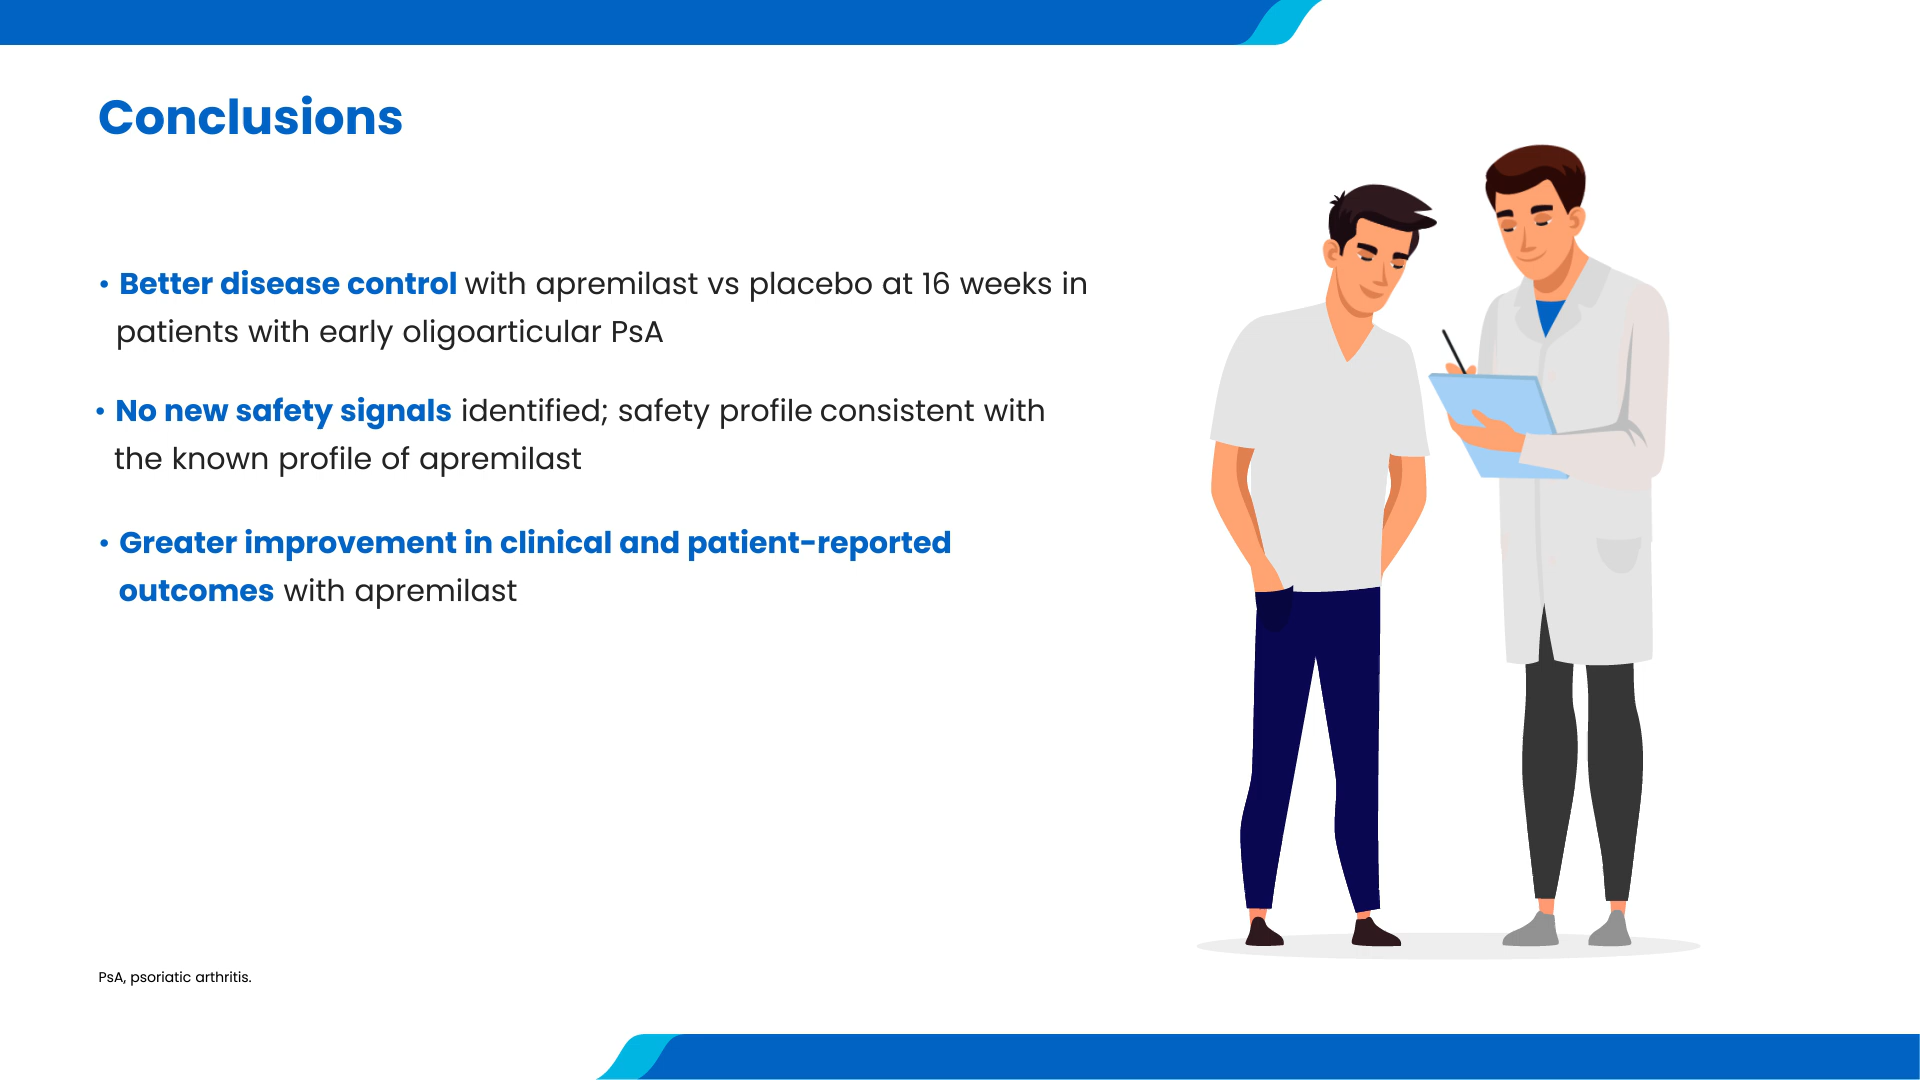 Conclusions
• Better disease control with apremilast vs placebo at 16 weeks in
patients with early oligoarticular PsA
• No new safety signals identified; safety profile consistent with
the known profile of apremilast
• Greater improvement in clinical and patient-reported
outcomes with apremilast
PsA, psoriatic arthritis.